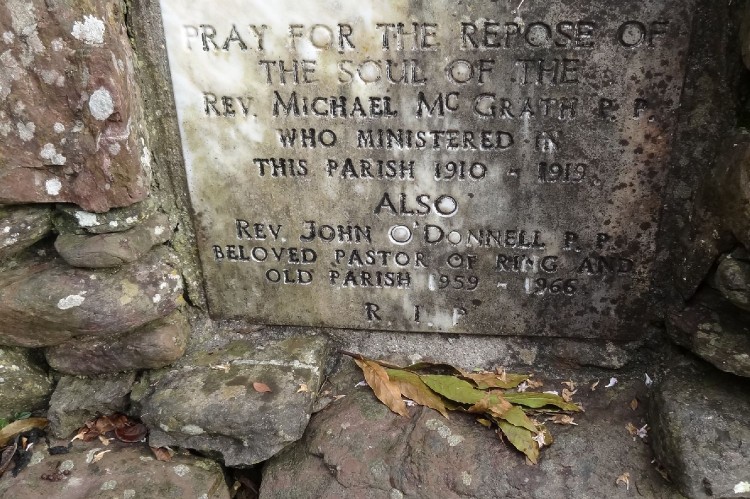 PRAY FOR THE REPOSE OF
THE SOUL OF THE
REV. MICHAEL Mc GRATH P. P.
WHO MINISTERED IN
THIS PARISH 1910 - 1919.
ALSO
REV JOHN O'DONNELL P. P.
BELOVED PASTOR OF RING AND
OLD PARISH 1959 - 1966
R I P